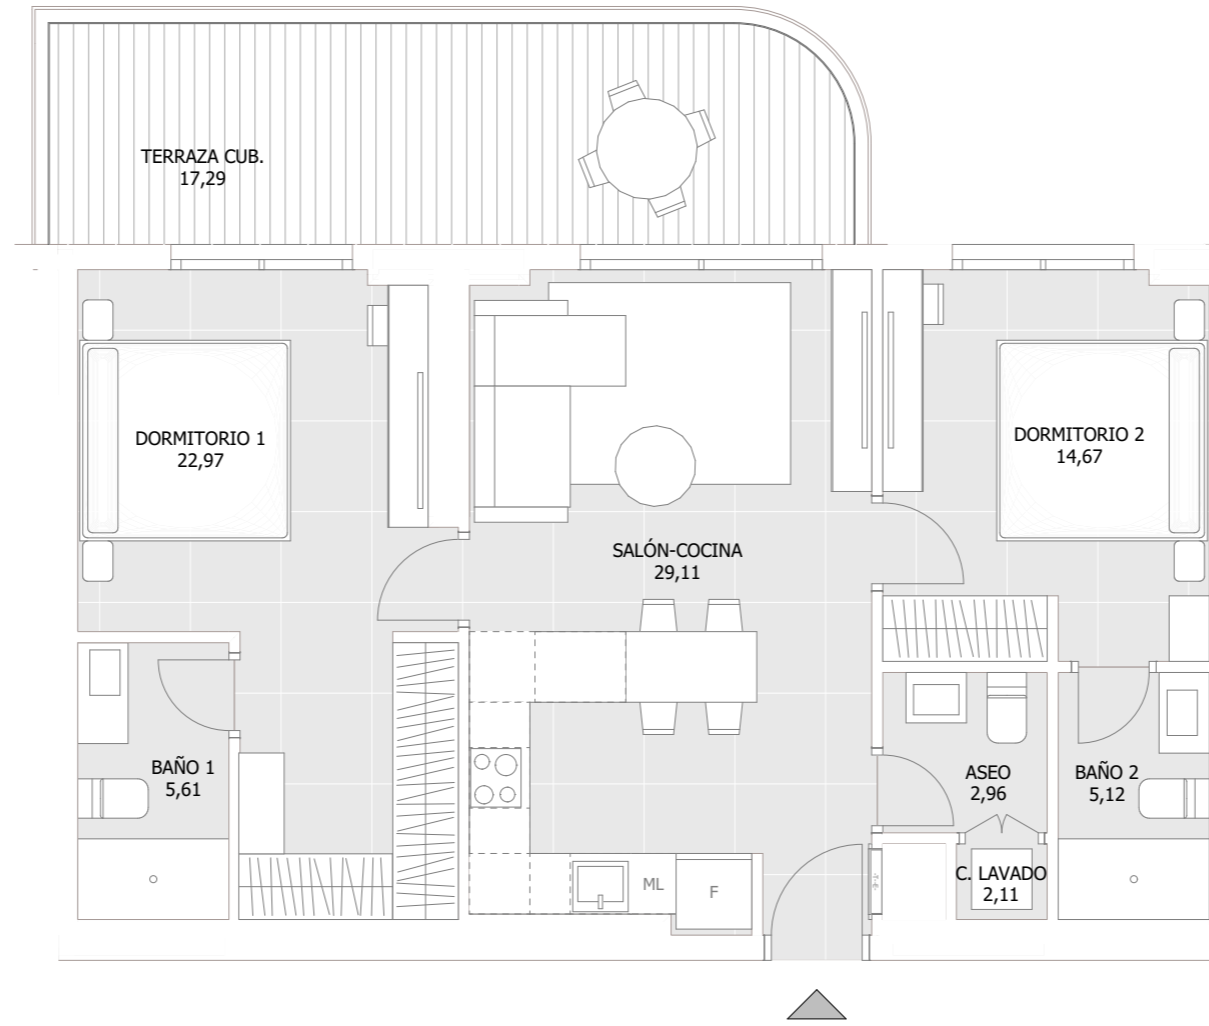 TERRAZA CUB.
17,29
DORMITORIO 1
22,97
DORMITORIO 2
14,67
SALÓN-COCINA
29,11
BAÑO 1
5,61
ASEO
2,96
BAÑO 2
5,12
C. LAVADO
2,11
ML
F